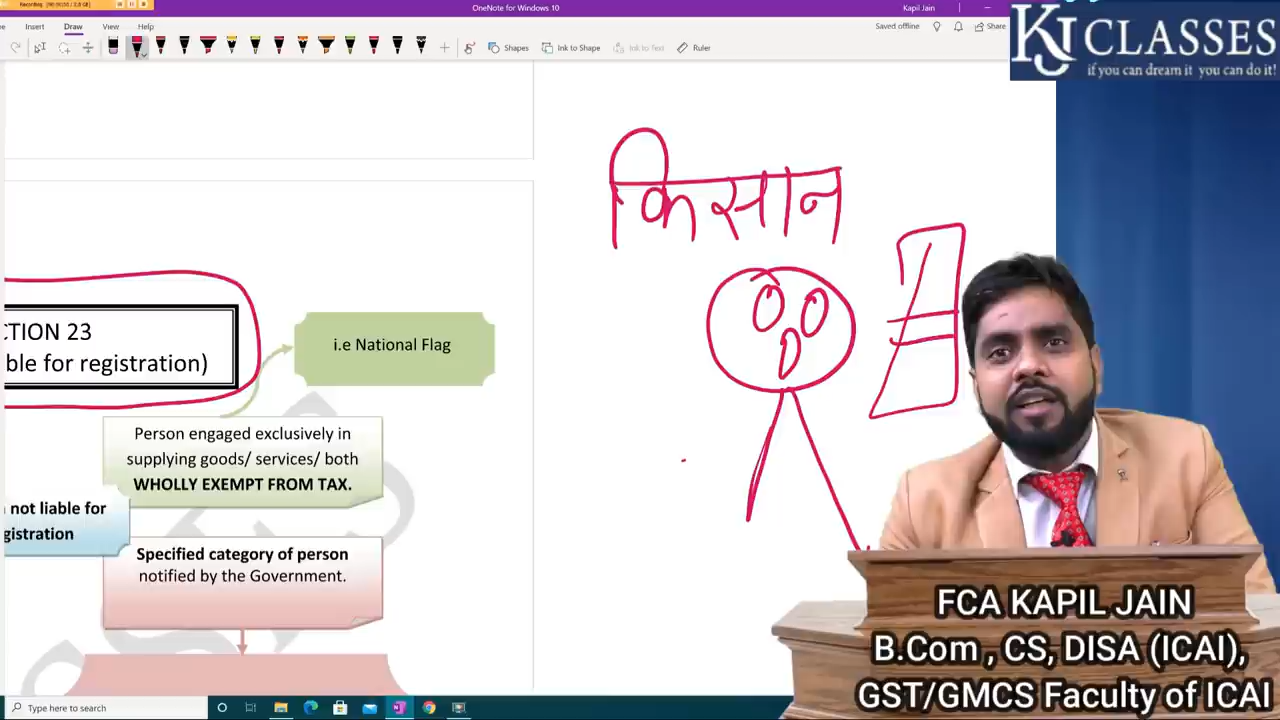 Recording
OneNote for Windows 10
Kapil Jain
Insert Draw View Help
Saved offline
Share
Shapes
Ink to Shape
Ink to Text
Ruler
KJ CLASSES
if you can dream it you can do it!
किसान
CTION 23
ble for registration)
i.e National Flag
Person engaged exclusively in
supplying goods/ services/ both
WHOLLY EXEMPT FROM TAX.
not liable for
gistration
Specified category of person
notified by the Government.
FCA KAPIL JAIN
B.Com , CS, DISA (ICAI),
GST/GMCS Faculty of ICAI
Type here to search